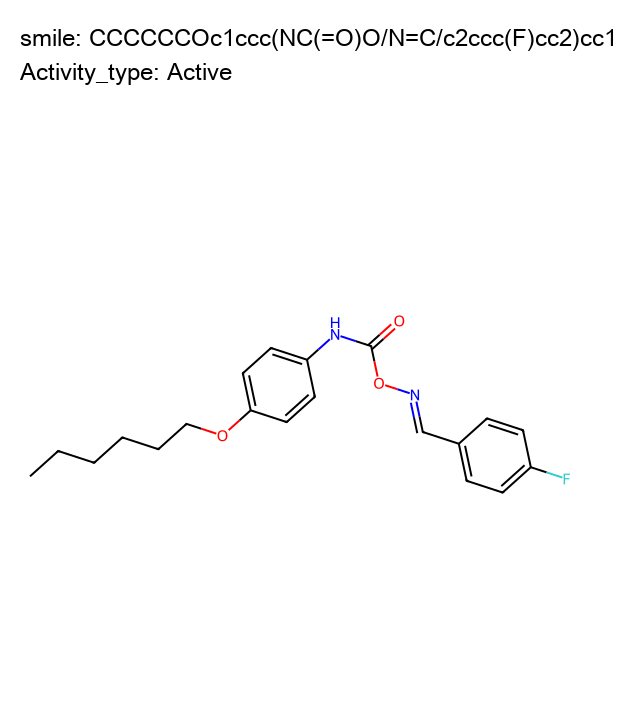 smile: CCCCCCOc1ccc(NC(=O)O/N=C/c2ccc(F)cc2)cc1
Activity_type: Active
H
N
O
O
N
O
F